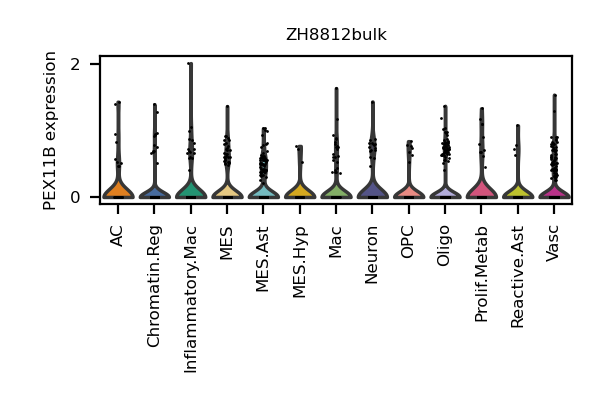 ZH8812bulk
PEX11B expression
2
0
AC
Chromatin.Reg
Inflammatory.Mac
MES
MES.Ast
MES.Hyp
Mac
Neuron
OPC
Oligo
Prolif.Metab
Reactive.Ast
Vasc